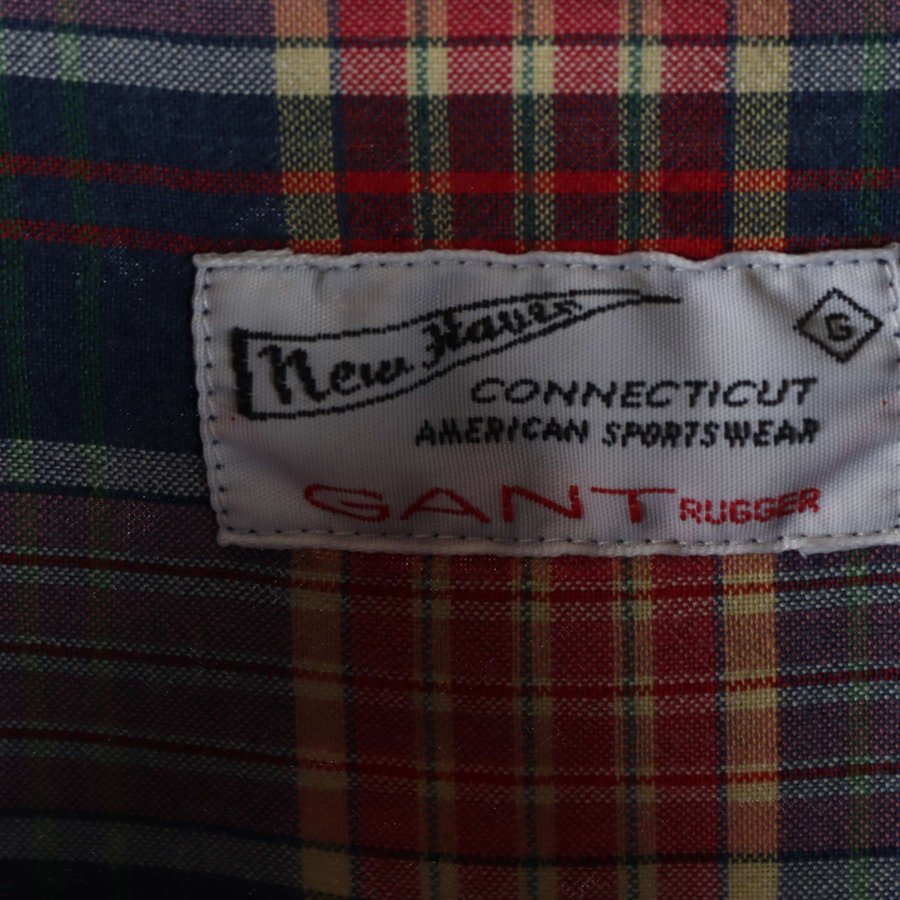 New Haven
G
CONNECTICUT
AMERICAN SPORTSWEAR
GANT RUGGER